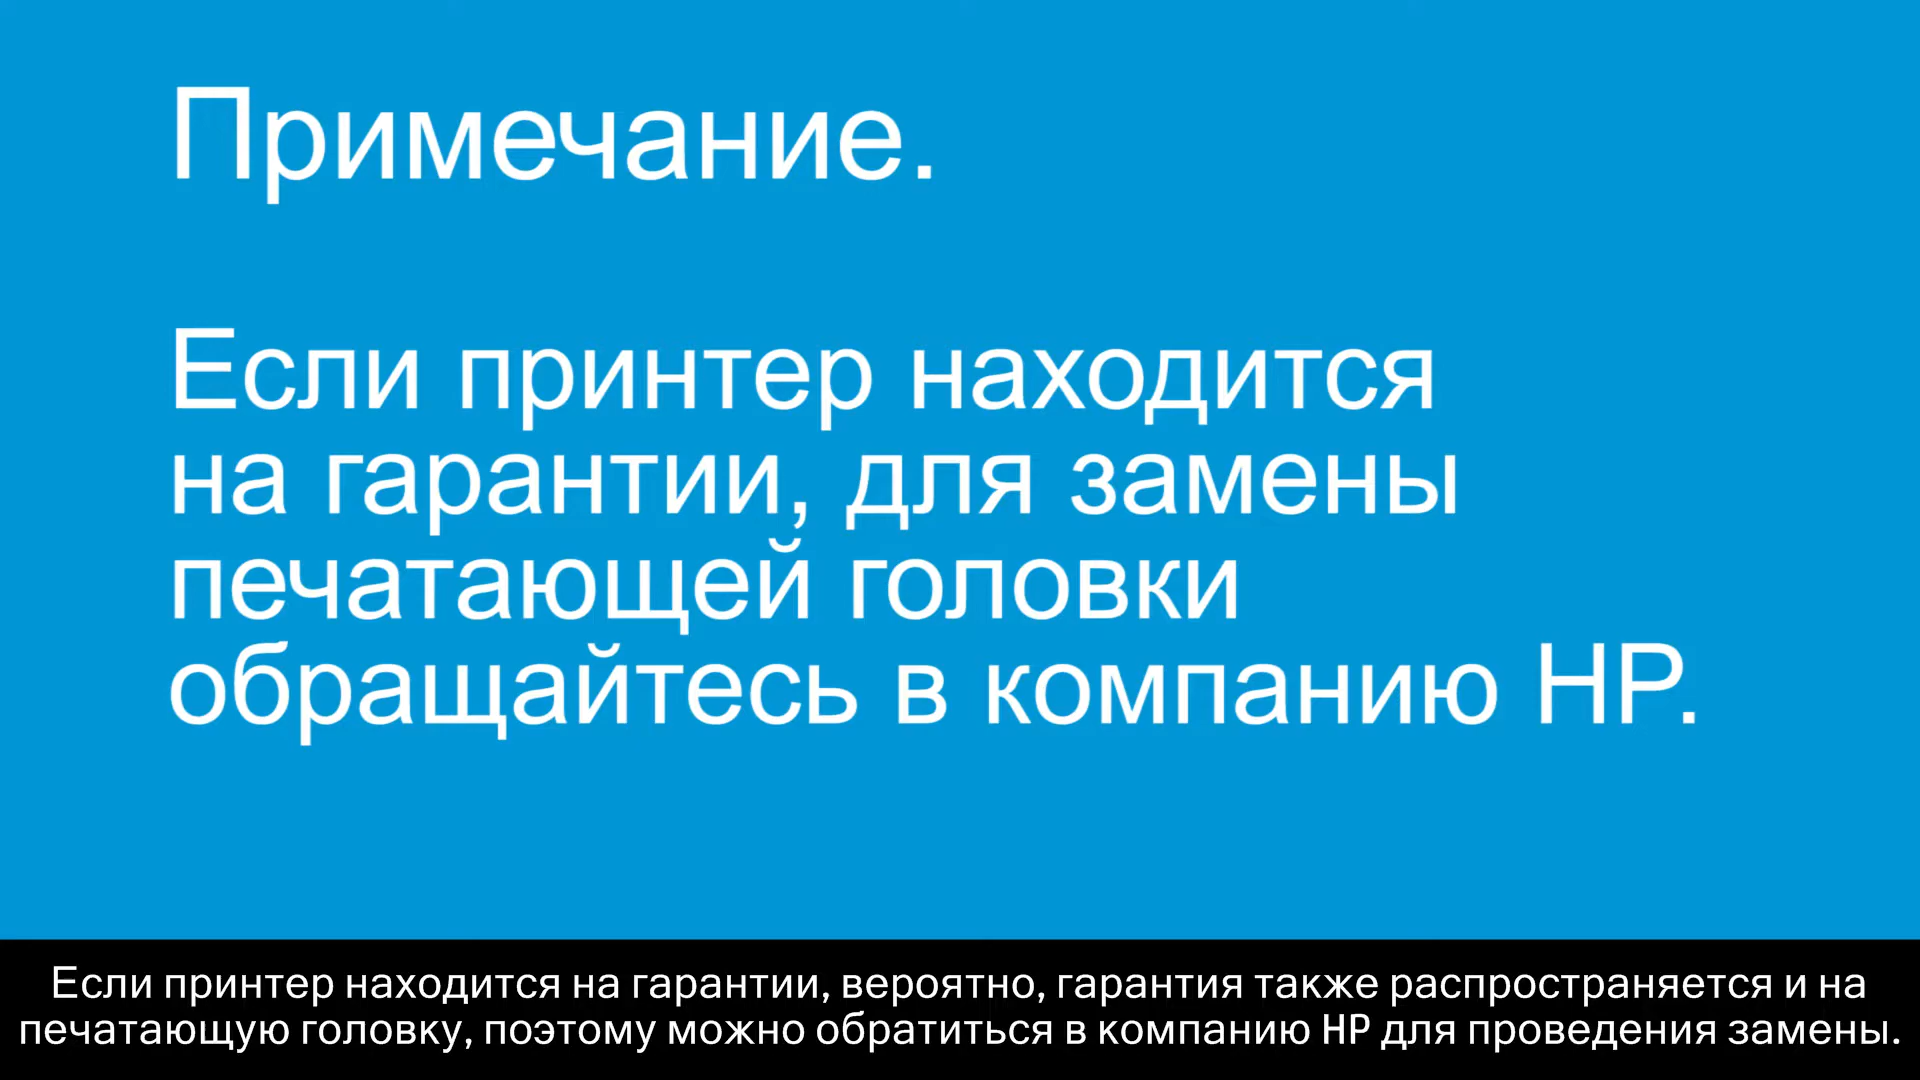 Примечание.
Если принтер находится
на гарантии, для замены
печатающей головки
обращайтесь в компанию HP.
Если принтер находится на гарантии, вероятно, гарантия также распространяется и на
печатающую головку, поэтому можно обратиться в компанию HP для проведения замены.